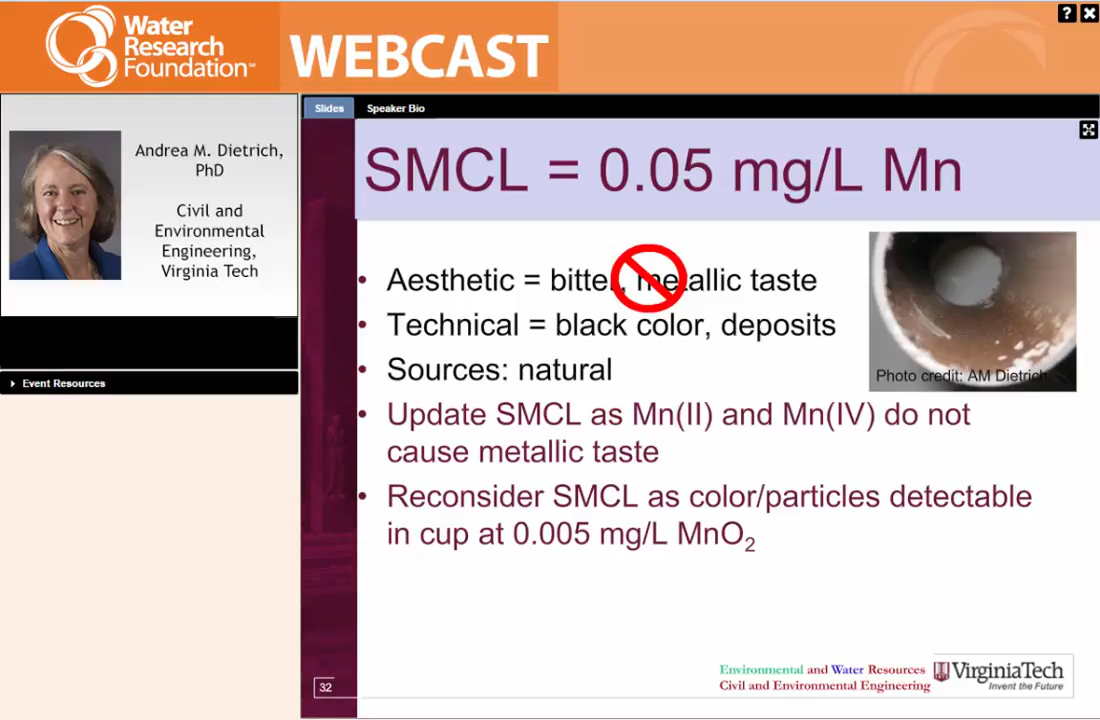 Water
Research
Foundation℠
WEBCAST
? ×
Andrea M. Dietrich,
PhD
Civil and
Environmental
Engineering,
Virginia Tech
Event Resources
Slides Speaker Bio
SMCL = 0.05 mg/L Mn
• Aesthetic = bitter, metallic taste
• Technical = black color, deposits
• Sources: natural
• Update SMCL as Mn(II) and Mn(IV) do not
cause metallic taste
• Reconsider SMCL as color/particles detectable
in cup at 0.005 mg/L MnO₂
Photo credit: AM Dietrich
32
Environmental and Water Resources
Civil and Environmental Engineering
VirginiaTech
Invent the Future